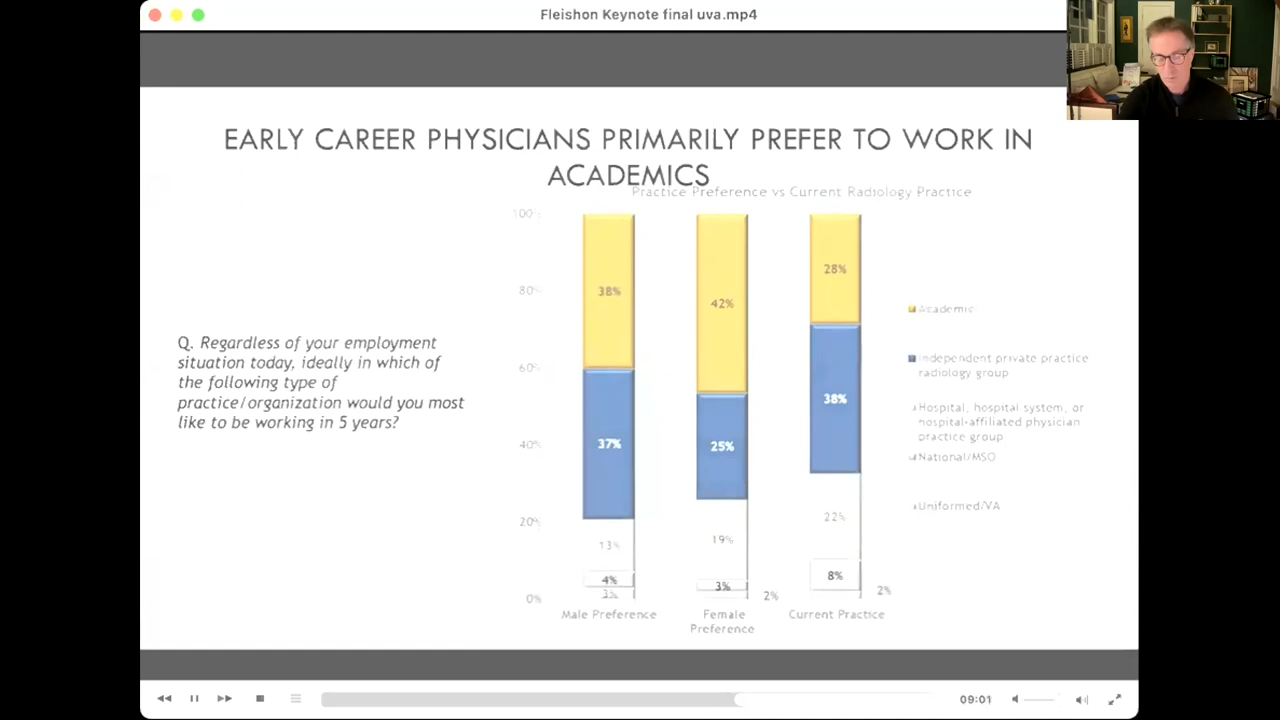 Fleishon Keynote final uva.mp4
EARLY CAREER PHYSICIANS PRIMARILY PREFER TO WORK IN
ACADEMICS
Practice Preference vs Current Radiology Practice
Q. Regardless of your employment
situation today, ideally in which of
the following type of
practice/organization would you most
like to be working in 5 years?
100%
80%
60%
40%
20%
0%
38%
37%
13%
4%
3%
Male Preference
42%
25%
19%
3%
2%
Female
Preference
28%
38%
22%
8%
2%
Current Practice
Academic
Independent private practice
radiology group
Hospital, hospital system, or
hospital-affiliated physician
practice group
National/MSO
Uniformed/VA
09:01